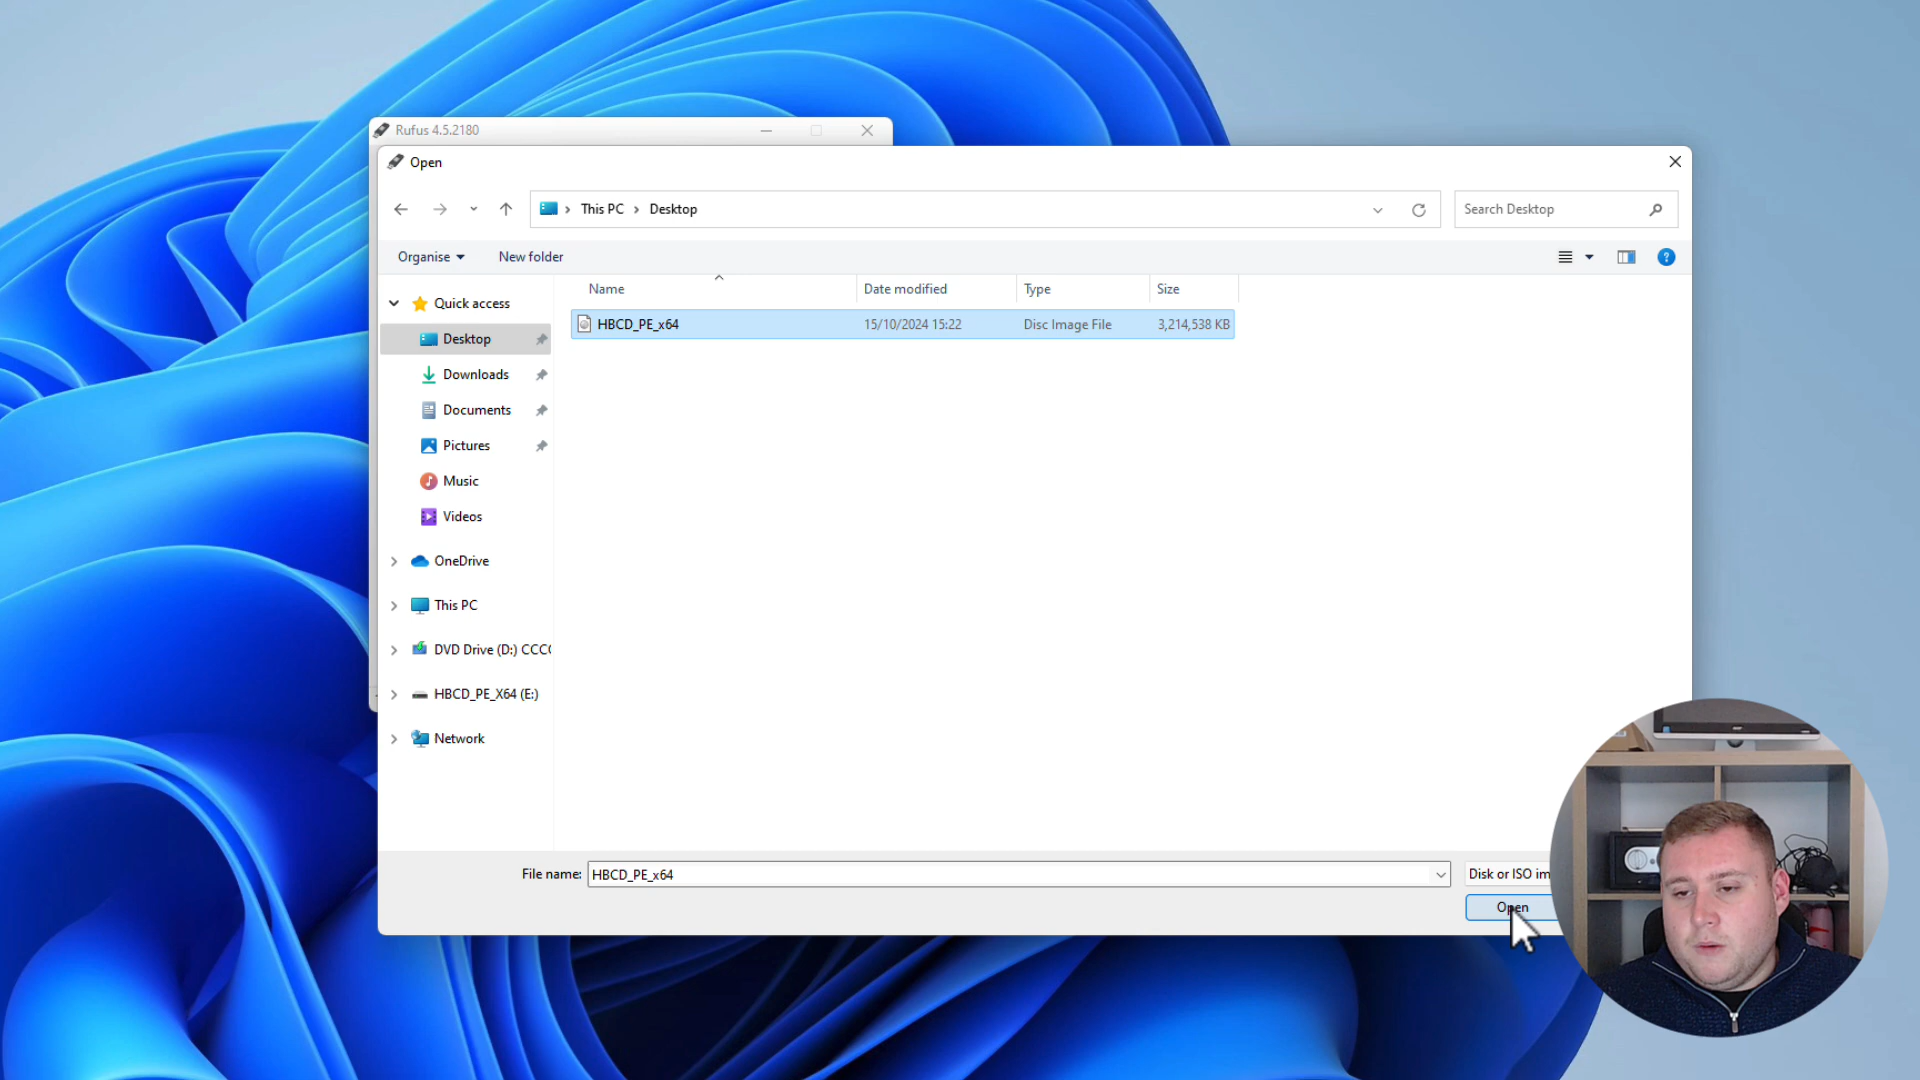 Rufus 4.5.2180
Open
This PC Desktop
Search Desktop
Organise New folder
Name Date modified Type Size
HBCD_PE_x64 15/10/2024 15:22 Disc Image File 3,214,538 KB
Quick access
Desktop
Downloads
Documents
Pictures
Music
Videos
OneDrive
This PC
DVD Drive (D:)
HBCD_PE_X64 (E:)
Network
File name: HBCD_PE_x64 Disk or ISO
Open